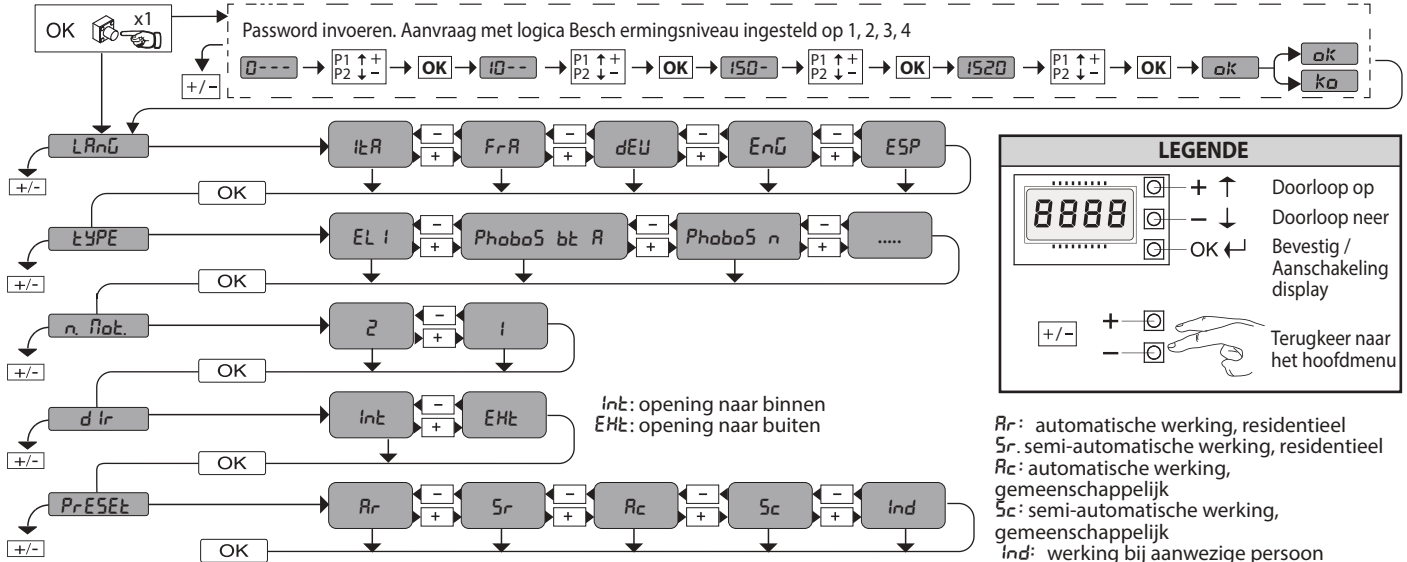 OK x1
Password invoeren. Aanvraag met logica Besch ermingsniveau ingesteld op 1, 2, 3, 4
0--- P1 ↑ + P2 ↓ − OK 10-- P1 ↑ + P2 ↓ − OK 150- P1 ↑ + P2 ↓ − OK 1520 P1 ↑ + P2 ↓ − OK oK oK
Ko
+/-
LAnG ItA − + FrA − + dEU − + EnG − + ESP
+/-
OK
tYPE ELI − + PhoboS bt A − + PhoboS n − + .....
+/-
OK
n. Mot. 2 − + 1
+/-
OK
dIr Int − + EHt
Int: opening naar binnen
EHt: opening naar buiten
+/-
OK
PrESEt Ar − + Sr − + Ac − + Sc − + Ind
+/-
OK
LEGENDE
8888
+ ↑ Doorloop op
− ↓ Doorloop neer
OK Bevestig /
Aanschakeling
display
+/- + −
Terugkeer naar
het hoofdmenu
Ar: automatische werking, residentieel
Sr. semi-automatische werking, residentieel
Ac: automatische werking,
gemeenschappelijk
Sc: semi-automatische werking,
gemeenschappelijk
Ind: werking bij aanwezige persoon